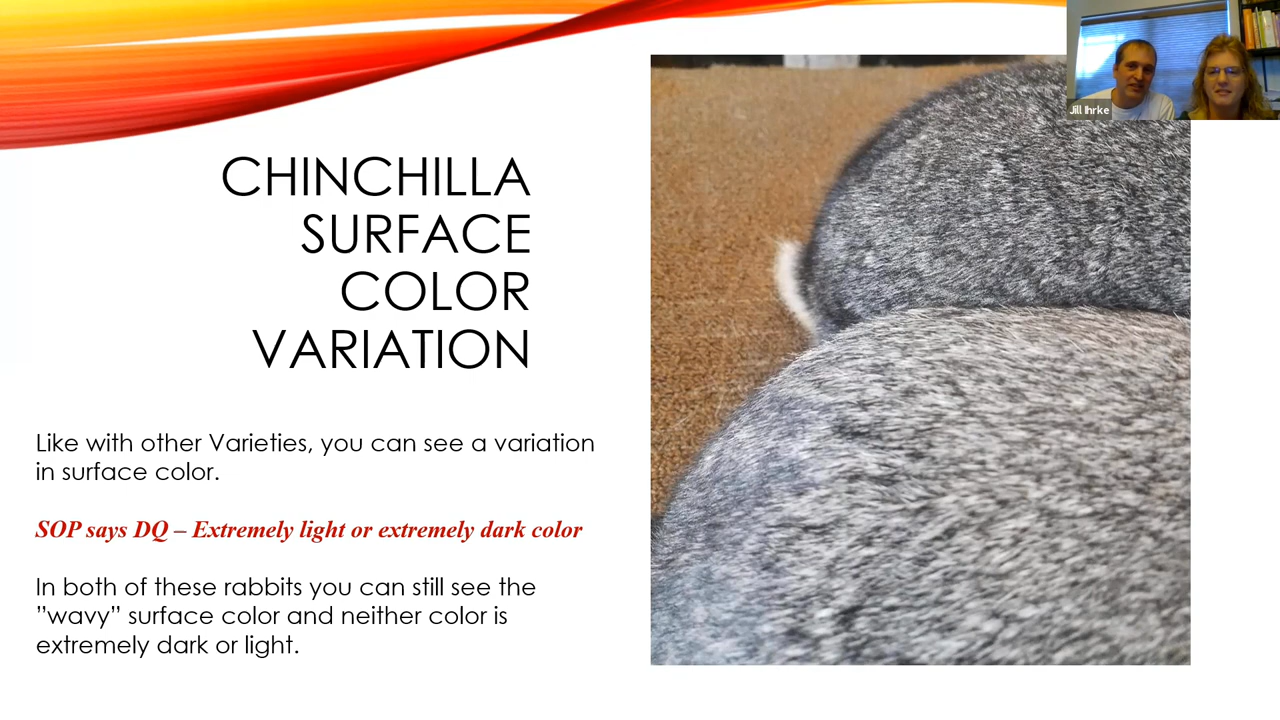 CHINCHILLA
SURFACE
COLOR
VARIATION
Like with other Varieties, you can see a variation
in surface color.
SOP says DQ – Extremely light or extremely dark color
In both of these rabbits you can still see the
”wavy” surface color and neither color is
extremely dark or light.
Jill Ihrke